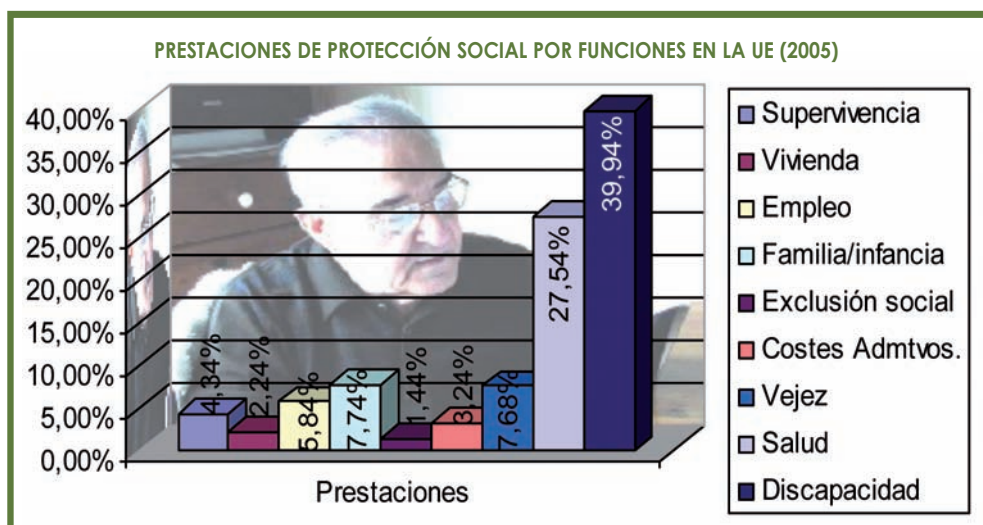 PRESTACIONES DE PROTECCIÓN SOCIAL POR FUNCIONES EN LA UE (2005)
40,00%
35,00%
30,00%
25,00%
20,00%
15,00%
10,00%
5,00%
0,00%
4,34%
2,24%
5,84%
7,74%
1,44%
3,24%
7,68%
27,54%
39,94%
Prestaciones
Supervivencia
Vivienda
Empleo
Familia/infancia
Exclusión social
Costes Admtvos.
Vejez
Salud
Discapacidad